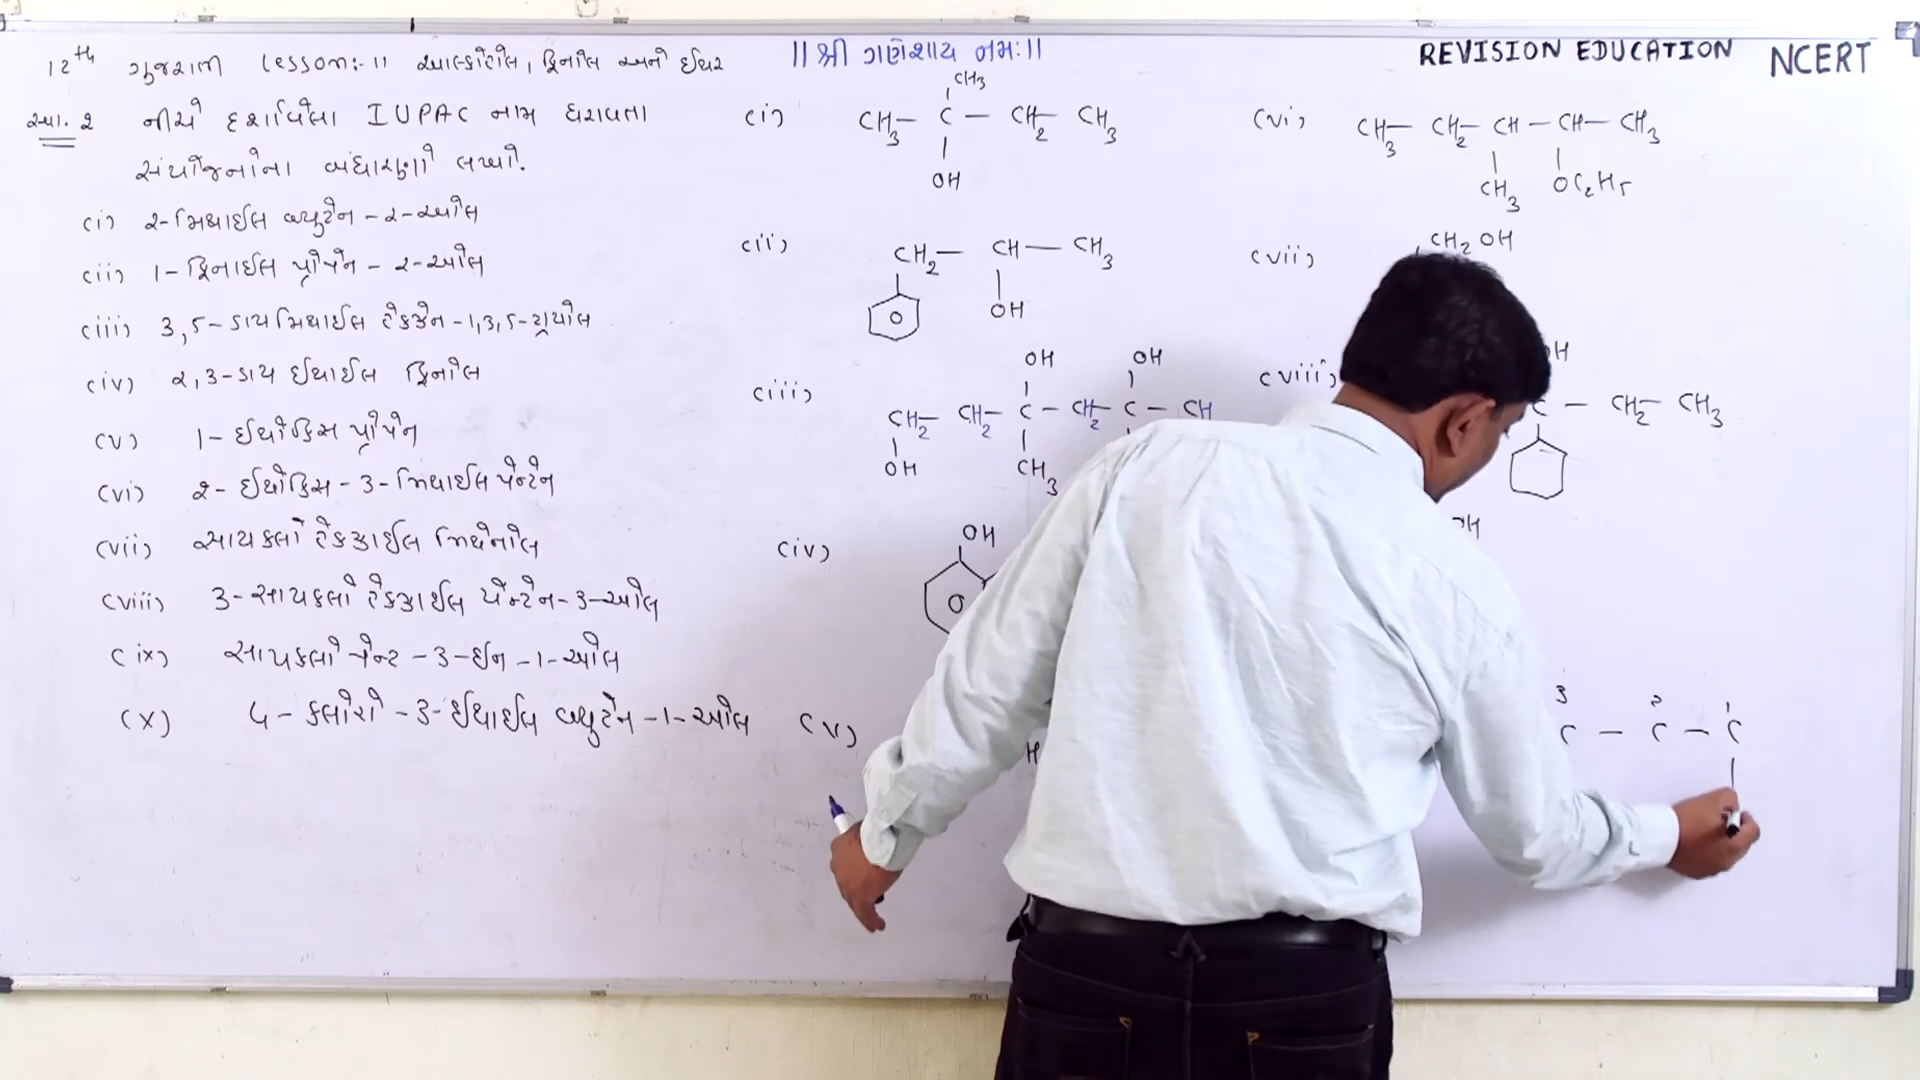 12th ગુજરાતી Lesson:-11 આલ્કોહોલ, ફિનોલ અને ઈથર
॥ શ્રી ગણેશાય નમઃ॥
REVISION EDUCATION NCERT
સ્વા. 2 નીચે દર્શાવેલા IUPAC નામ ધરાવતા
સંયોજનોના બંધારણો લખો.
(i) 2-મિથાઈલ બ્યુટેન-2-ઓલ
(ii) 1-ફિનાઈલ પ્રોપેન-2-ઓલ
(iii) 3,5-ડાયમિથાઈલ હેક્ઝેન-1,3,5-ટ્રાયોલ
(iv) 2,3-ડાય ઈથાઈલ ફિનોલ
(v) 1-ઈથોક્સિ પ્રોપેન
(vi) 2-ઈથોક્સિ-3-મિથાઈલ પેન્ટેન
(vii) સાયક્લો હેક્ઝાઈલ મિથેનોલ
(viii) 3-સાયક્લો હેક્ઝાઈલ પેન્ટેન-3-ઓલ
(ix) સાયક્લો પેન્ટ-3-ઈન-1-ઓલ
(x) 4-ક્લોરો-3-ઈથાઈલ બ્યુટેન-1-ઓલ
CH3
(i) CH3 — C — CH2 CH3
OH
(ii) CH2 — CH — CH3
OH
OH OH
(iii) CH2 — CH2 — C — CH2 — C — CH
OH CH3
(iv) OH
(v)
H
(vi) CH3 — CH2 — CH — CH — CH3
CH3 OC2H5
(vii) CH2OH
(viii) H
C — CH2 — CH3
OH
3 2 1
C — C — C